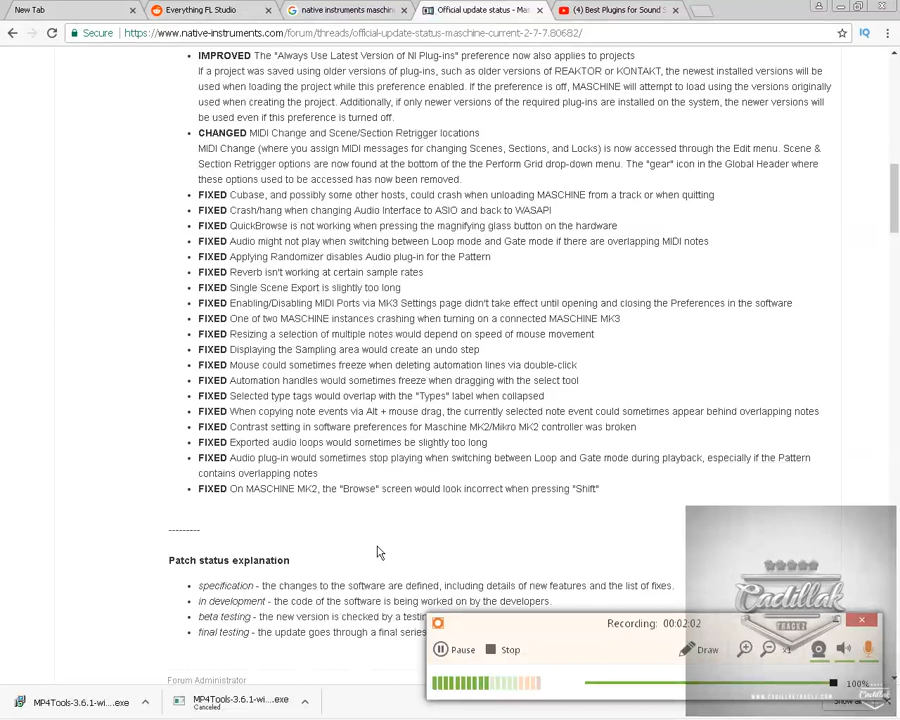 New Tab
Everything FL Studio
native instruments maschin
Official update status - Mas
(4) Best Plugins for Sound S
Secure https://www.native-instruments.com/forum/threads/official-update-status-maschine-current-2-7-7.80682/
IMPROVED The "Always Use Latest Version of NI Plug-ins" preference now also applies to projects
If a project was saved using older versions of plug-ins, such as older versions of REAKTOR or KONTAKT, the newest installed versions will be
used when loading the project while this preference enabled. If the preference is off, MASCHINE will attempt to load using the versions originally
used when creating the project. Additionally, if only newer versions of the required plug-ins are installed on the system, the newer versions will
be used even if this preference is turned off.
CHANGED MIDI Change and Scene/Section Retrigger locations
MIDI Change (where you assign MIDI messages for changing Scenes, Sections, and Locks) is now accessed through the Edit menu. Scene &
Section Retrigger options are now found at the bottom of the the Perform Grid drop-down menu. The "gear" icon in the Global Header where
these options used to be accessed has now been removed.
FIXED Cubase, and possibly some other hosts, could crash when unloading MASCHINE from a track or when quitting
FIXED Crash/hang when changing Audio Interface to ASIO and back to WASAPI
FIXED QuickBrowse is not working when pressing the magnifying glass button on the hardware
FIXED Audio might not play when switching between Loop mode and Gate mode if there are overlapping MIDI notes
FIXED Applying Randomizer disables Audio plug-in for the Pattern
FIXED Reverb isn't working at certain sample rates
FIXED Single Scene Export is slightly too long
FIXED Enabling/Disabling MIDI Ports via MK3 Settings page didn't take effect until opening and closing the Preferences in the software
FIXED One of two MASCHINE instances crashing when turning on a connected MASCHINE MK3
FIXED Resizing a selection of multiple notes would depend on speed of mouse movement
FIXED Displaying the Sampling area would create an undo step
FIXED Mouse could sometimes freeze when deleting automation lines via double-click
FIXED Automation handles would sometimes freeze when dragging with the select tool
FIXED Selected type tags would overlap with the "Types" label when collapsed
FIXED When copying note events via Alt + mouse drag, the currently selected note event could sometimes appear behind overlapping notes
FIXED Contrast setting in software preferences for Maschine MK2/Mikro MK2 controller was broken
FIXED Exported audio loops would sometimes be slightly too long
FIXED Audio plug-in would sometimes stop playing when switching between Loop and Gate mode during playback, especially if the Pattern
contains overlapping notes
FIXED On MASCHINE MK2, the "Browse" screen would look incorrect when pressing "Shift"
---------
Patch status explanation
specification - the changes to the software are defined, including details of new features and the list of fixes.
in development - the code of the software is being worked on by the developers.
beta testing - the new version is checked by a testin
final testing - the update goes through a final series
Forum Administrator
Cadillak
TRACKZ
Recording: 00:02:02
Pause
Stop
Draw
x1
100%
MP4Tools-3.6.1-wi....exe
MP4Tools-3.6.1-wi....exe
Canceled
Show all